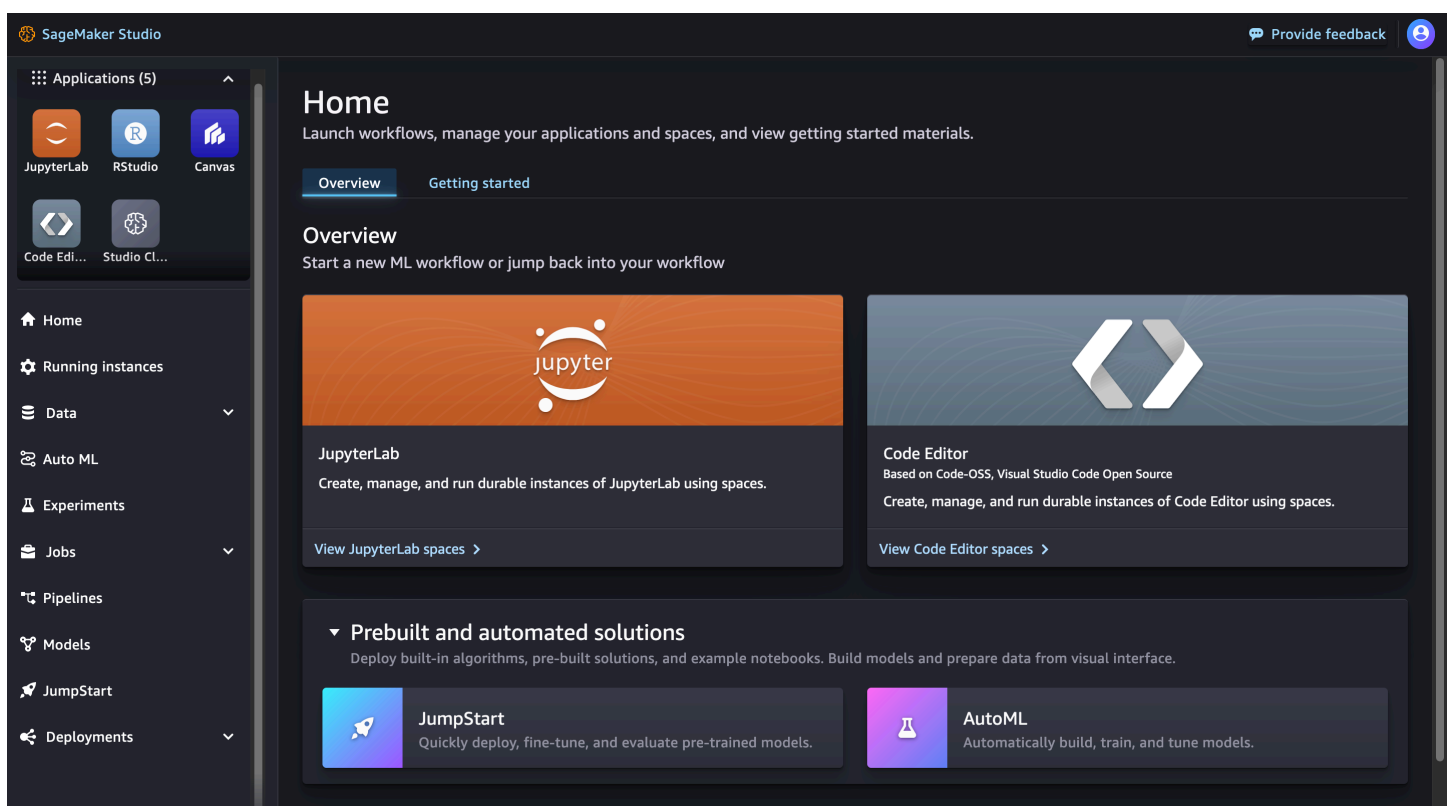 SageMaker Studio
Provide feedback
Applications (5)
JupyterLab
RStudio
Canvas
Code Edi...
Studio Cl...
Home
Running instances
Data
Auto ML
Experiments
Jobs
Pipelines
Models
JumpStart
Deployments
Home
Launch workflows, manage your applications and spaces, and view getting started materials.
Overview
Getting started
Overview
Start a new ML workflow or jump back into your workflow
jupyter
JupyterLab
Create, manage, and run durable instances of JupyterLab using spaces.
View JupyterLab spaces
Code Editor
Based on Code-OSS, Visual Studio Code Open Source
Create, manage, and run durable instances of Code Editor using spaces.
View Code Editor spaces
Prebuilt and automated solutions
Deploy built-in algorithms, pre-built solutions, and example notebooks. Build models and prepare data from visual interface.
JumpStart
Quickly deploy, fine-tune, and evaluate pre-trained models.
AutoML
Automatically build, train, and tune models.